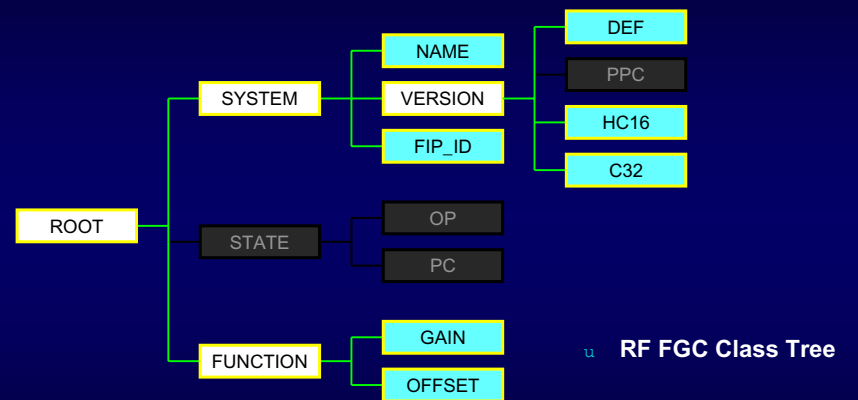 DEF
NAME
PPC
SYSTEM
VERSION
HC16
FIP_ID
C32
ROOT
OP
STATE
PC
GAIN
u RF FGC Class Tree
FUNCTION
OFFSET